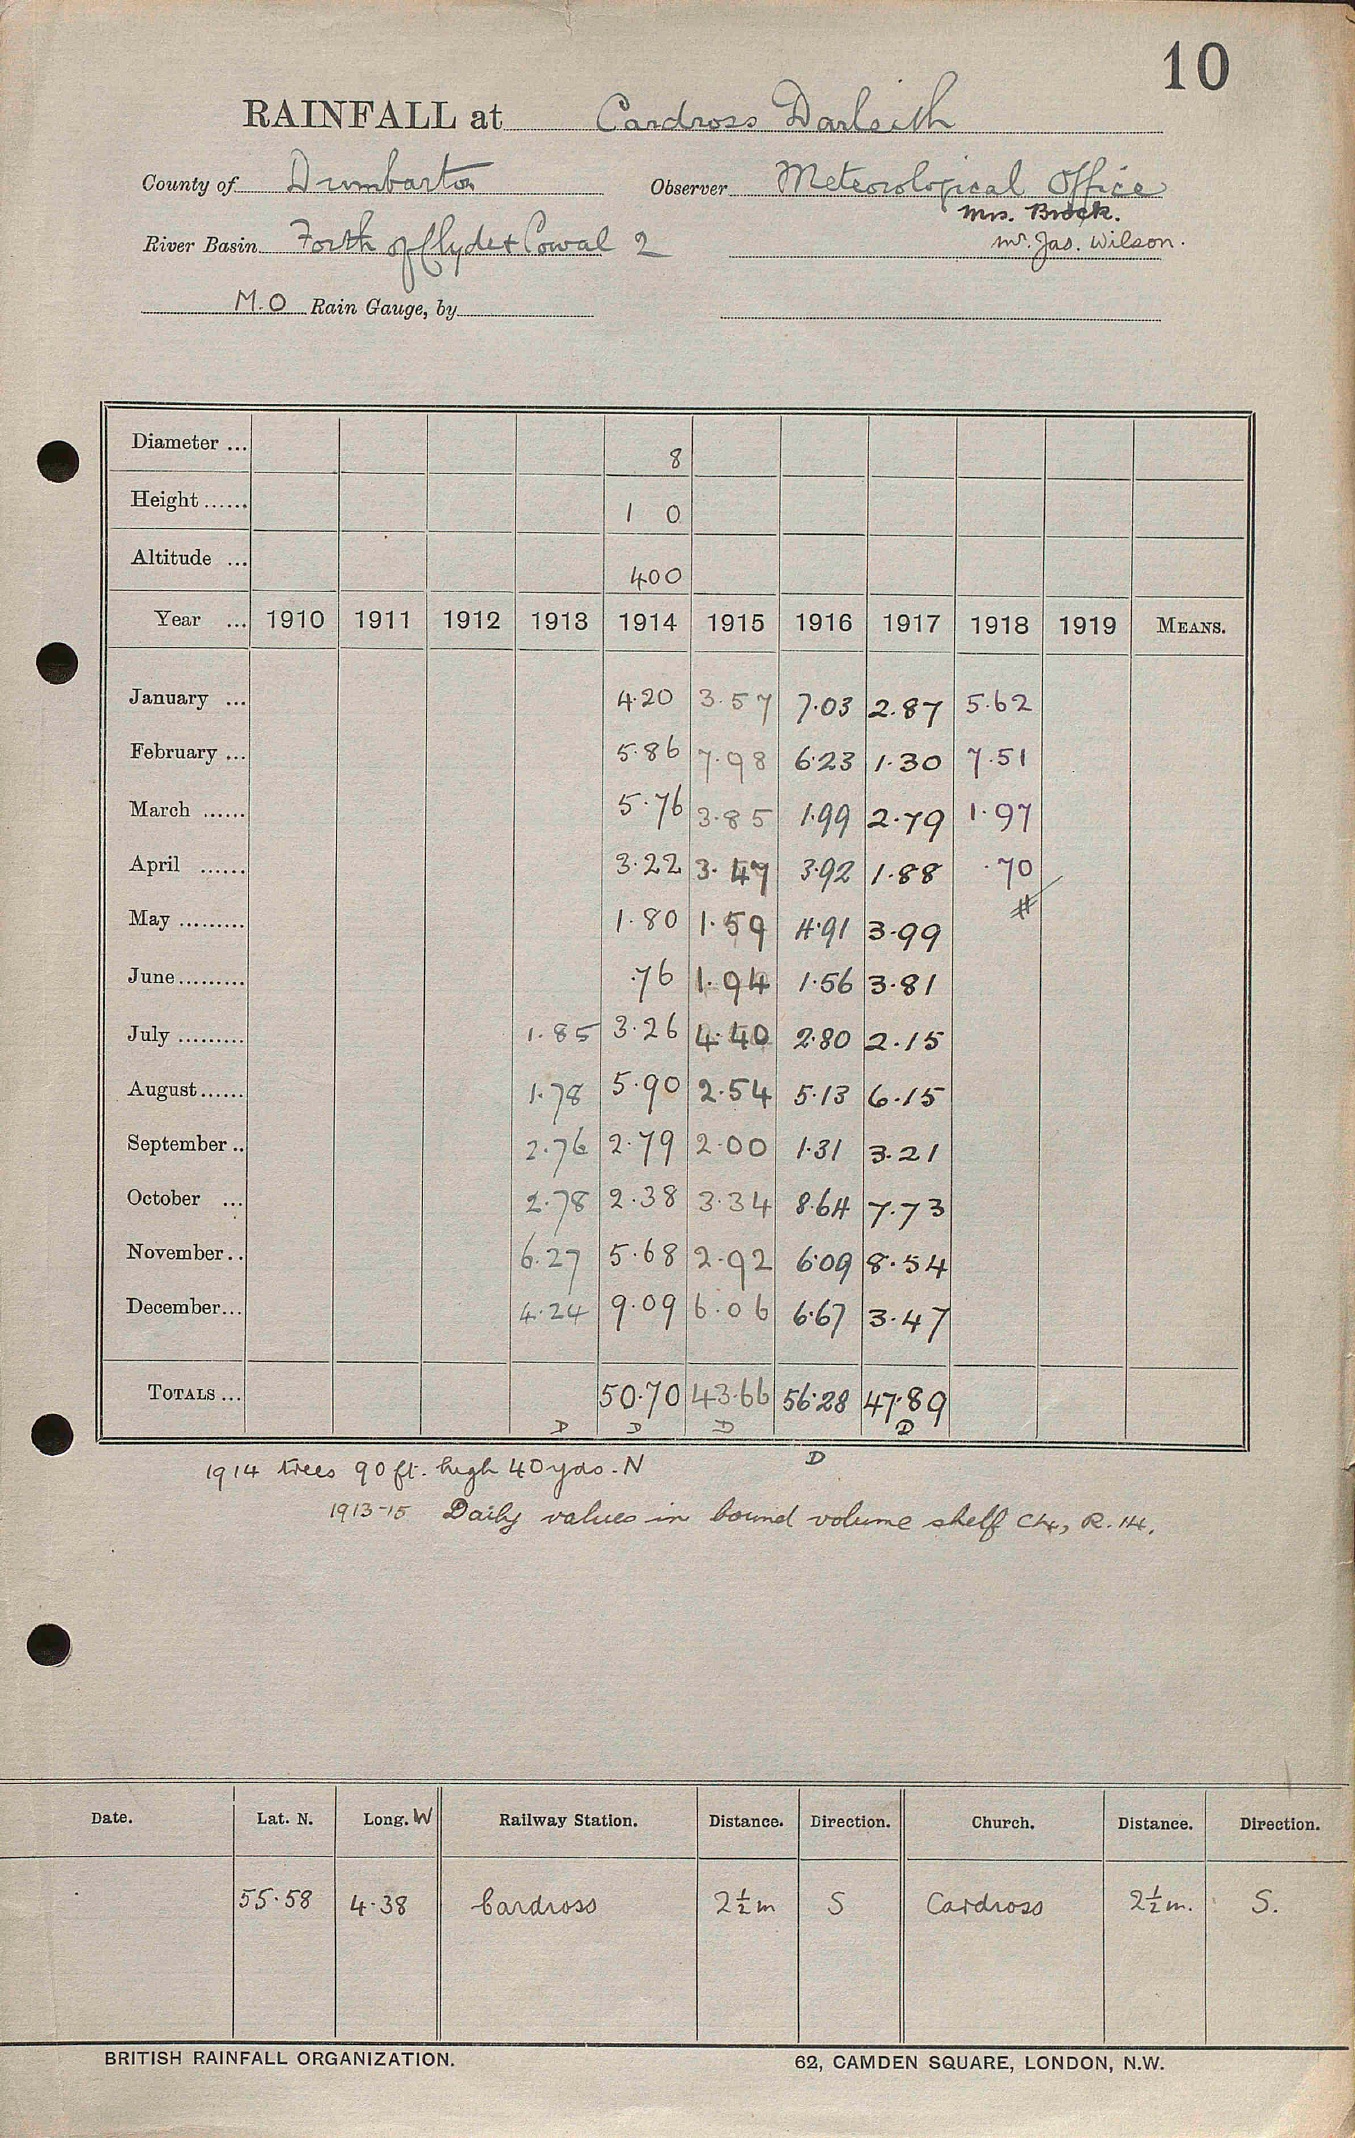 10
RAINFALL at Cardross Darleith
County of Dumbarton Observer Meteorological Office
Mrs. Brock.
River Basin Forth of Clyde & Cowal 2 Mr. Jas. Wilson.
M.O Rain Gauge, by
Diameter ... 8
Height ...... 1 0
Altitude ... 400
Year ... 1910 1911 1912 1913 1914 1915 1916 1917 1918 1919 MEANS.
January ... 4.20 3.57 7.03 2.87 5.62
February ... 5.86 7.98 6.23 1.30 7.51
March ...... 5.76 3.85 1.99 2.79 1.97
April ...... 3.22 3.47 3.92 1.88 .70
May ......... 1.80 1.59 4.91 3.99 #
June ......... .76 1.94 1.56 3.81
July ......... 1.85 3.26 4.40 2.80 2.15
August ...... 1.78 5.90 2.54 5.13 6.15
September .. 2.76 2.79 2.00 1.31 3.21
October ... 2.78 2.38 3.34 8.64 7.73
November .. 6.27 5.68 2.92 6.09 8.54
December ... 4.24 9.09 6.06 6.67 3.47
TOTALS ... 50.70 43.66 56.28 47.89
D D D D D
1914 trees 90 ft. high 40 yds. N
1913-15 Daily values in bound volume shelf C4, R.14.
Date. Lat. N. Long. W Railway Station. Distance. Direction. Church. Distance. Direction.
55.58 4.38 Cardross 2½m S Cardross 2½m. S.
BRITISH RAINFALL ORGANIZATION. 62, CAMDEN SQUARE, LONDON, N.W.